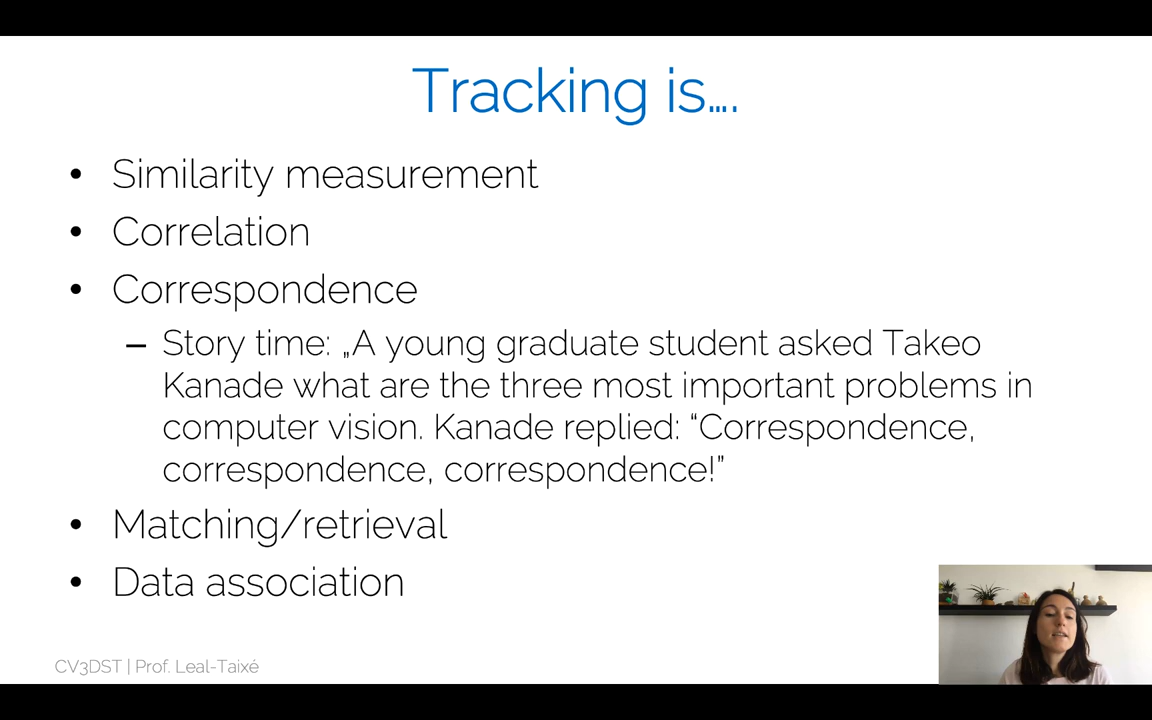 Tracking is….
• Similarity measurement
• Correlation
• Correspondence
– Story time: „A young graduate student asked Takeo
Kanade what are the three most important problems in
computer vision. Kanade replied: “Correspondence,
correspondence, correspondence!”
• Matching/retrieval
• Data association
CV3DST | Prof. Leal-Taixé